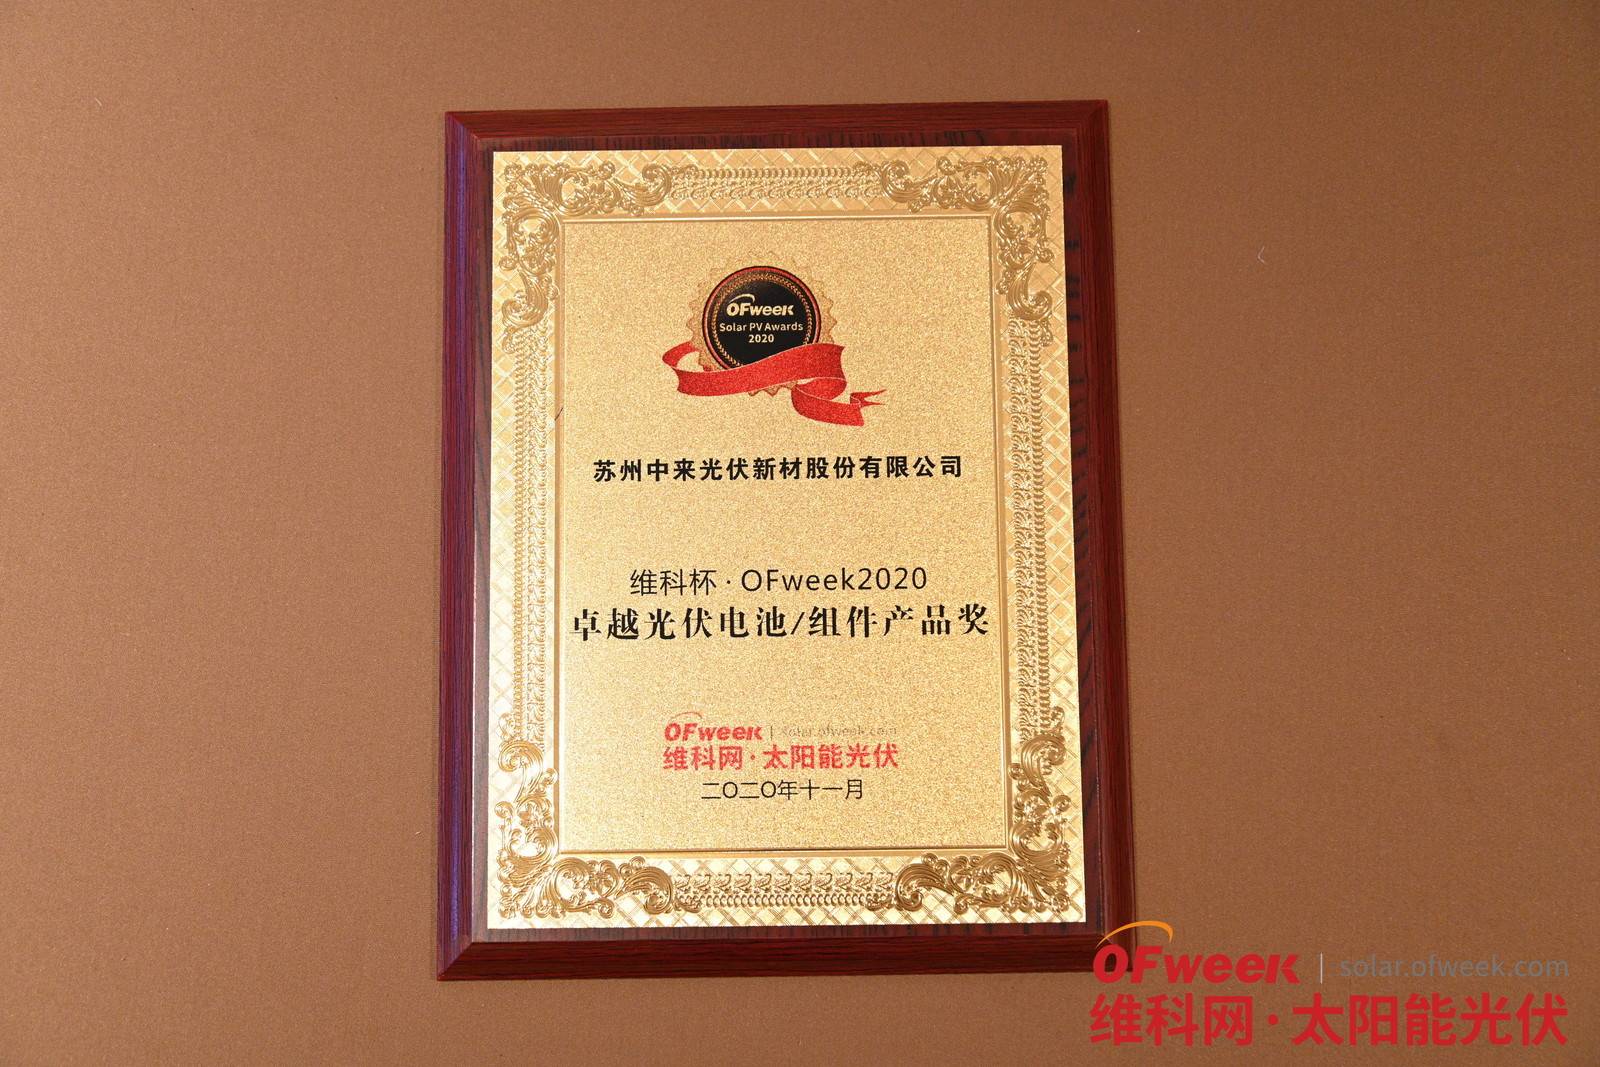 OFweek
Solar PV Awards
2020
苏州中来光伏新材股份有限公司
维科杯·OFweek2020
卓越光伏电池/组件产品奖
OFweek | solar.ofweek.com
维科网·太阳能光伏
二〇二〇年十一月
OFweek | solar.ofweek.com
维科网·太阳能光伏